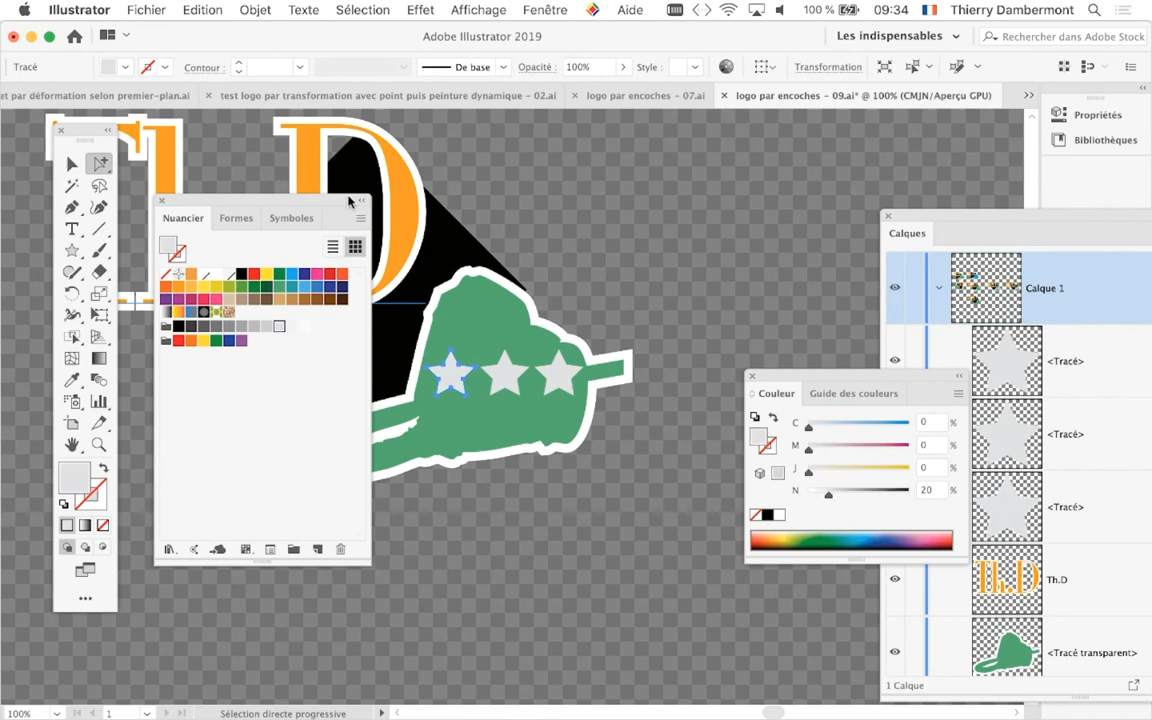 Illustrator Fichier Edition Objet Texte Sélection Effet Affichage Fenêtre Aide 100 % 09:34 Thierry Dambermont
Adobe Illustrator 2019 Les indispensables Rechercher dans Adobe Stock
Tracé Contour : De base Opacité : 100% Style : Transformation
et par déformation selon premier-plan.ai × test logo par transformation avec point puis peinture dynamique - 02.ai × logo par encoches - 07.ai × logo par encoches - 09.ai* @ 100% (CMJN/Aperçu GPU) »
Propriétés
Bibliothèques
Th.D
Nuancier Formes Symboles
Calques
Calque 1
<Tracé>
<Tracé>
<Tracé>
Th.D
<Tracé transparent>
1 Calque
Couleur Guide des couleurs
C 0 %
M 0 %
J 0 %
N 20 %
100% 1 Sélection directe progressive